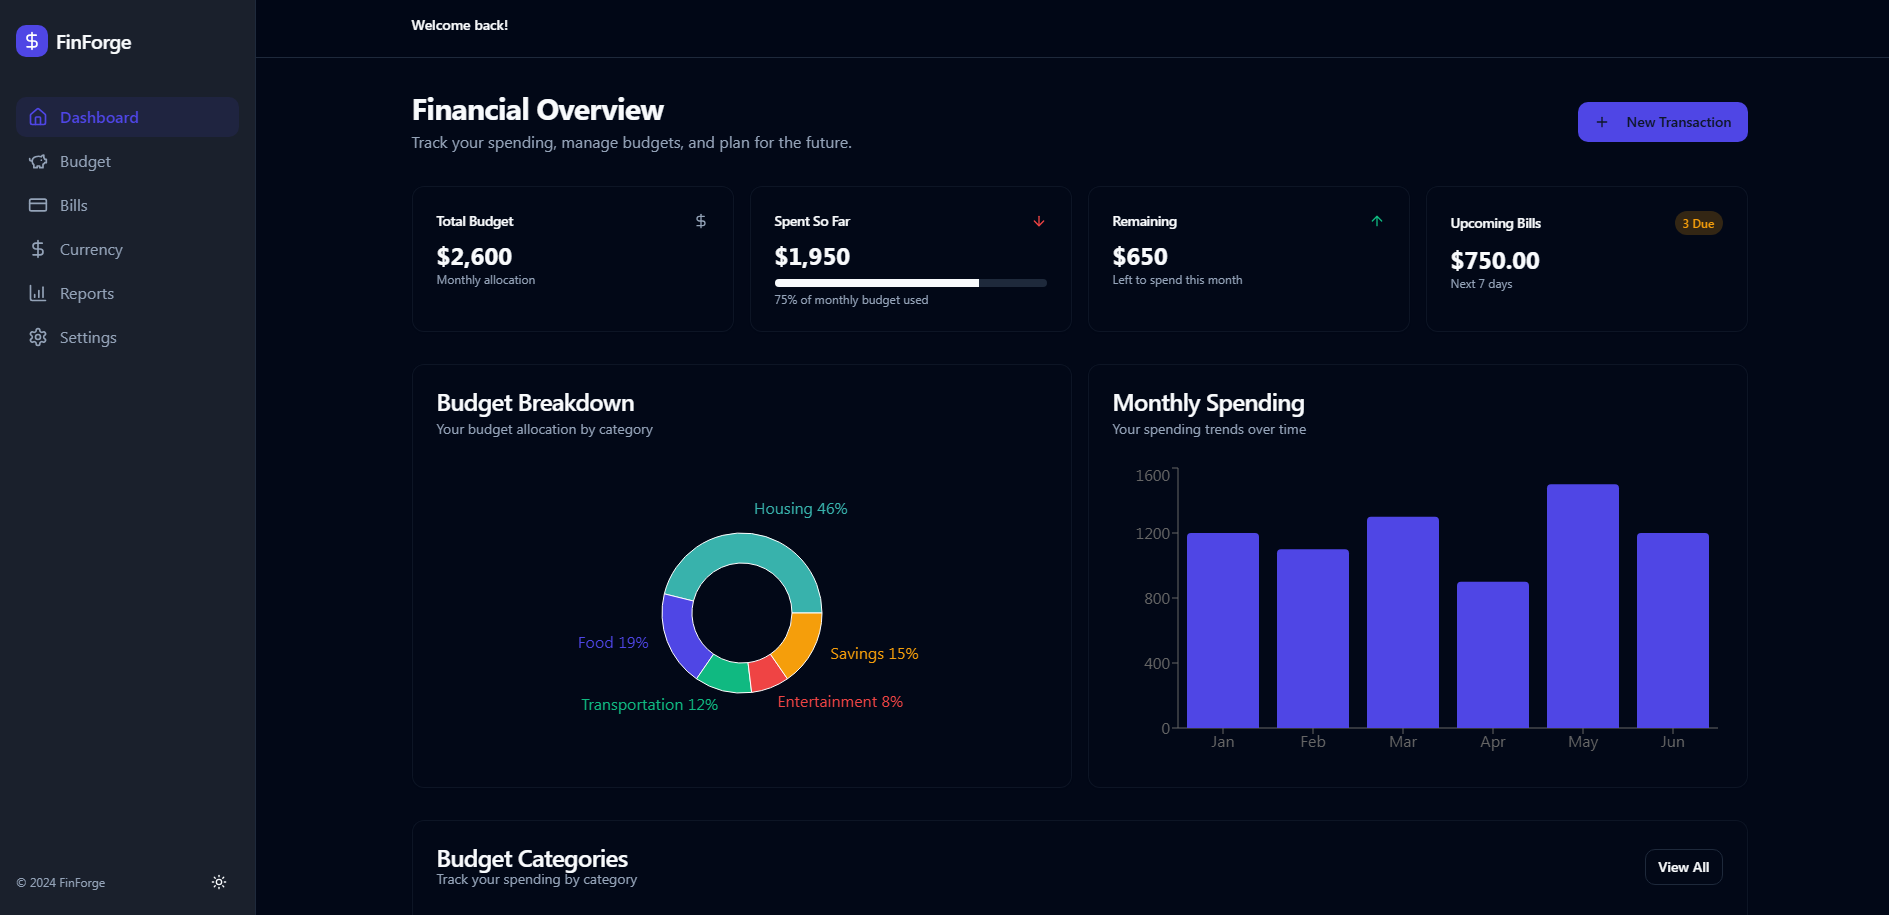 FinForge
Dashboard
Budget
Bills
Currency
Reports
Settings
© 2024 FinForge
Welcome back!
Financial Overview
Track your spending, manage budgets, and plan for the future.
New Transaction
Total Budget
$2,600
Monthly allocation
Spent So Far
$1,950
75% of monthly budget used
Remaining
$650
Left to spend this month
Upcoming Bills
3 Due
$750.00
Next 7 days
Budget Breakdown
Your budget allocation by category
Housing 46%
Food 19%
Savings 15%
Transportation 12%
Entertainment 8%
Monthly Spending
Your spending trends over time
1600
1200
800
400
0
Jan Feb Mar Apr May Jun
Budget Categories
Track your spending by category
View All